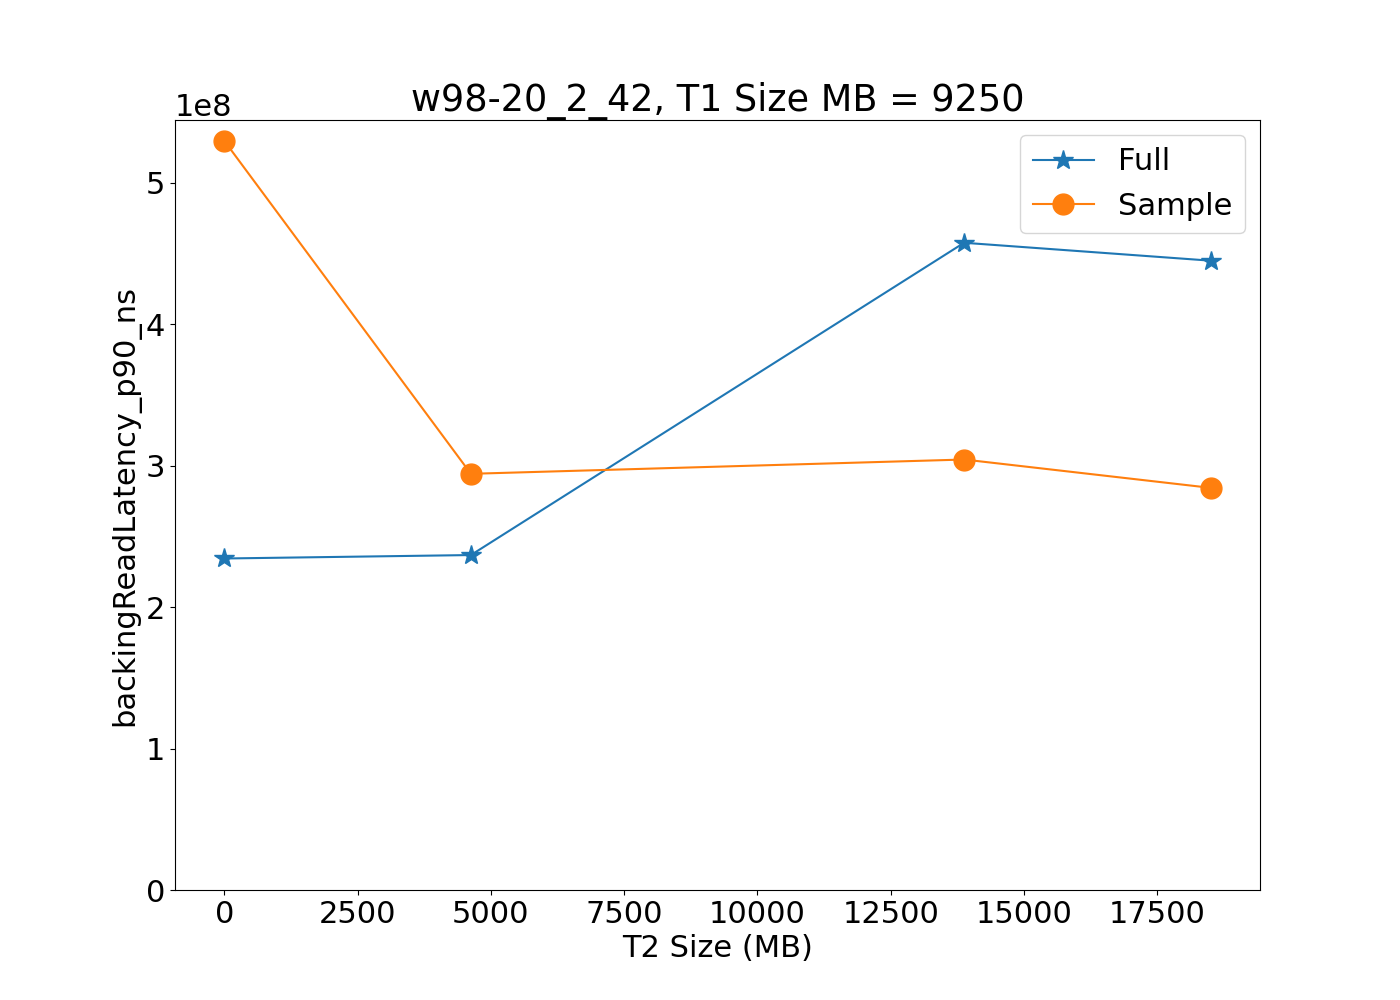 w98-20_2_42, T1 Size MB = 9250
1e8
Full
Sample
5
4
3
2
1
0
backingReadLatency_p90_ns
0 2500 5000 7500 10000 12500 15000 17500
T2 Size (MB)